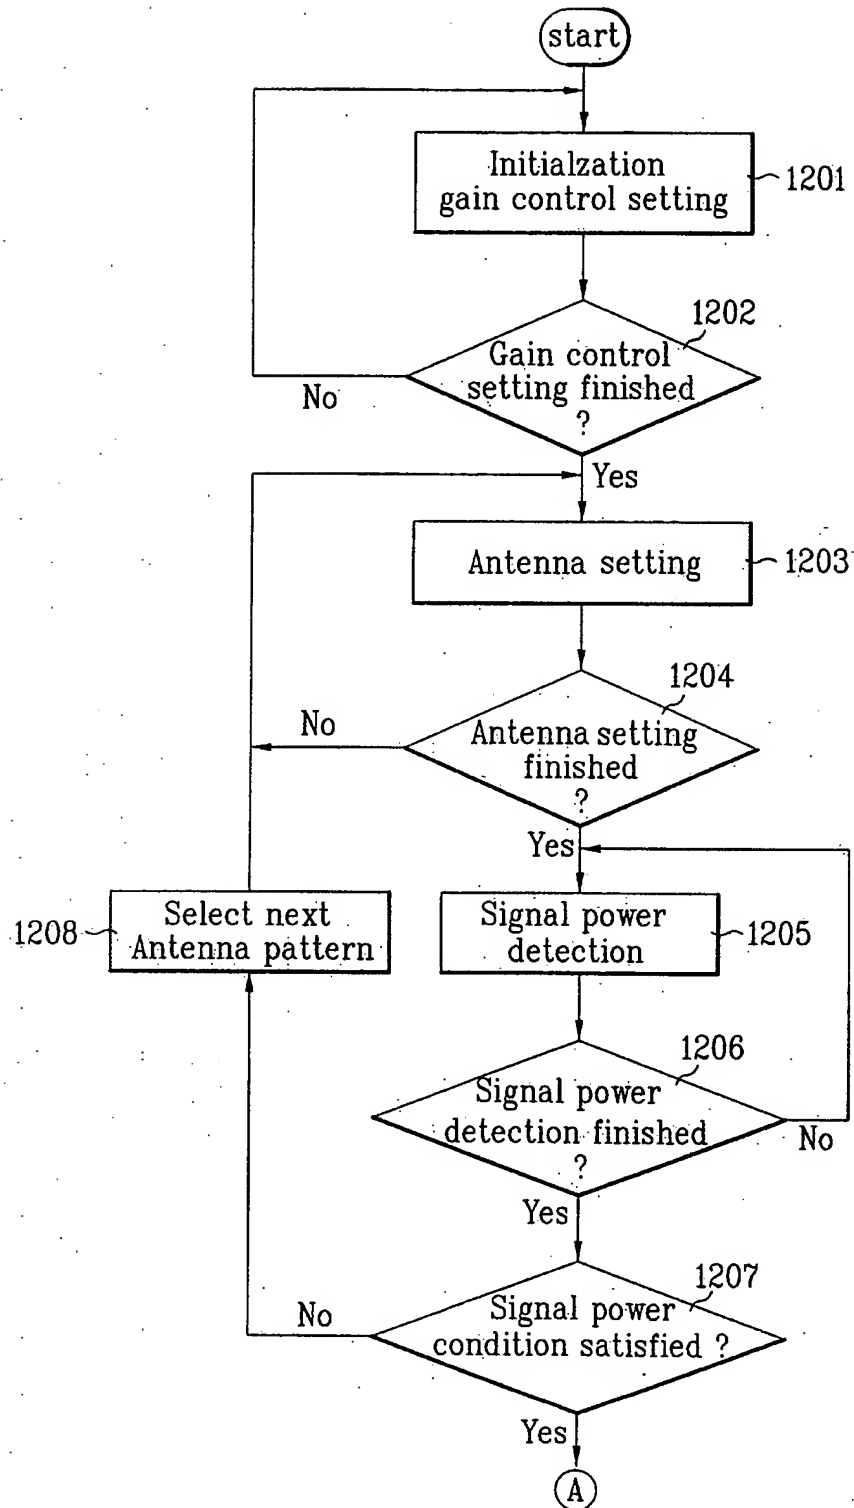 start
Initialzation
gain control setting
1201
1202
Gain control
setting finished
?
No
Yes
Antenna setting
1203
1204
No
Antenna setting
finished
?
Yes
1208
Select next
Antenna pattern
Signal power
detection
1205
1206
Signal power
detection finished
?
No
Yes
1207
No
Signal power
condition satisfied ?
Yes
A